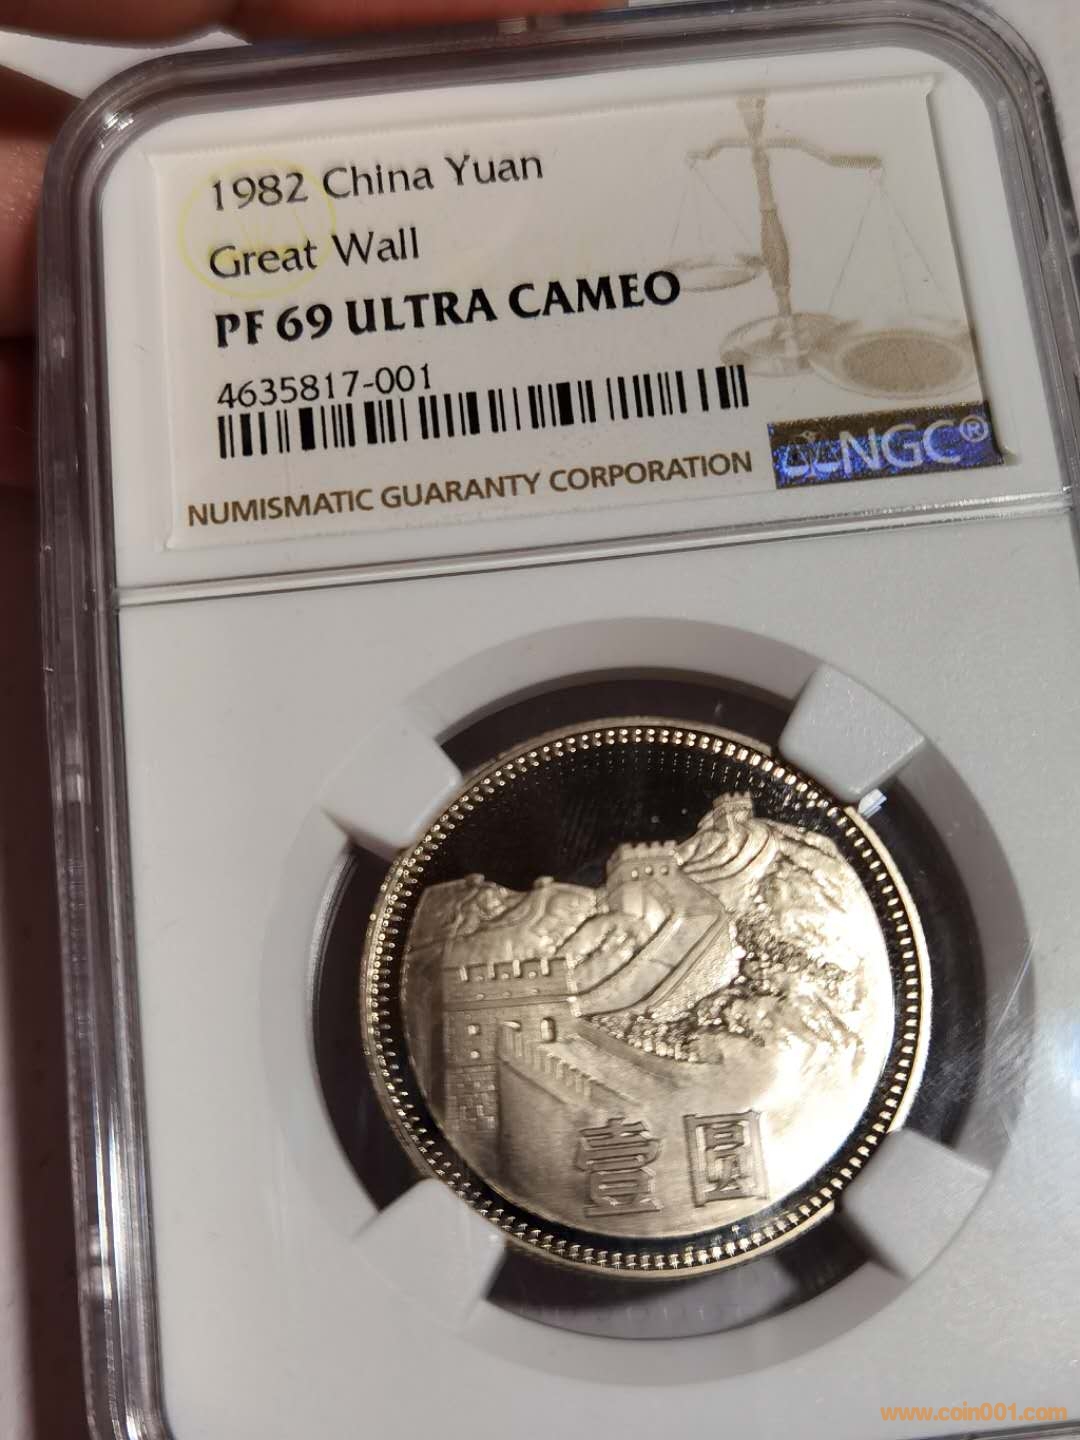 1982 China Yuan
Great Wall
PF 69 ULTRA CAMEO
4635817-001
NUMISMATIC GUARANTY CORPORATION
NGC®
壹 圆
www.coin001.com